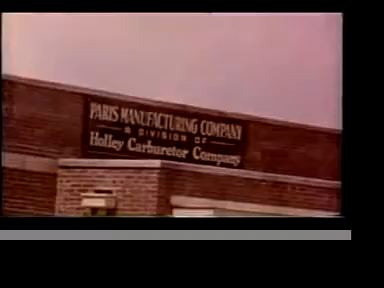 PARIS MANUFACTURING COMPANY
A DIVISION OF
Holley Carburetor Company